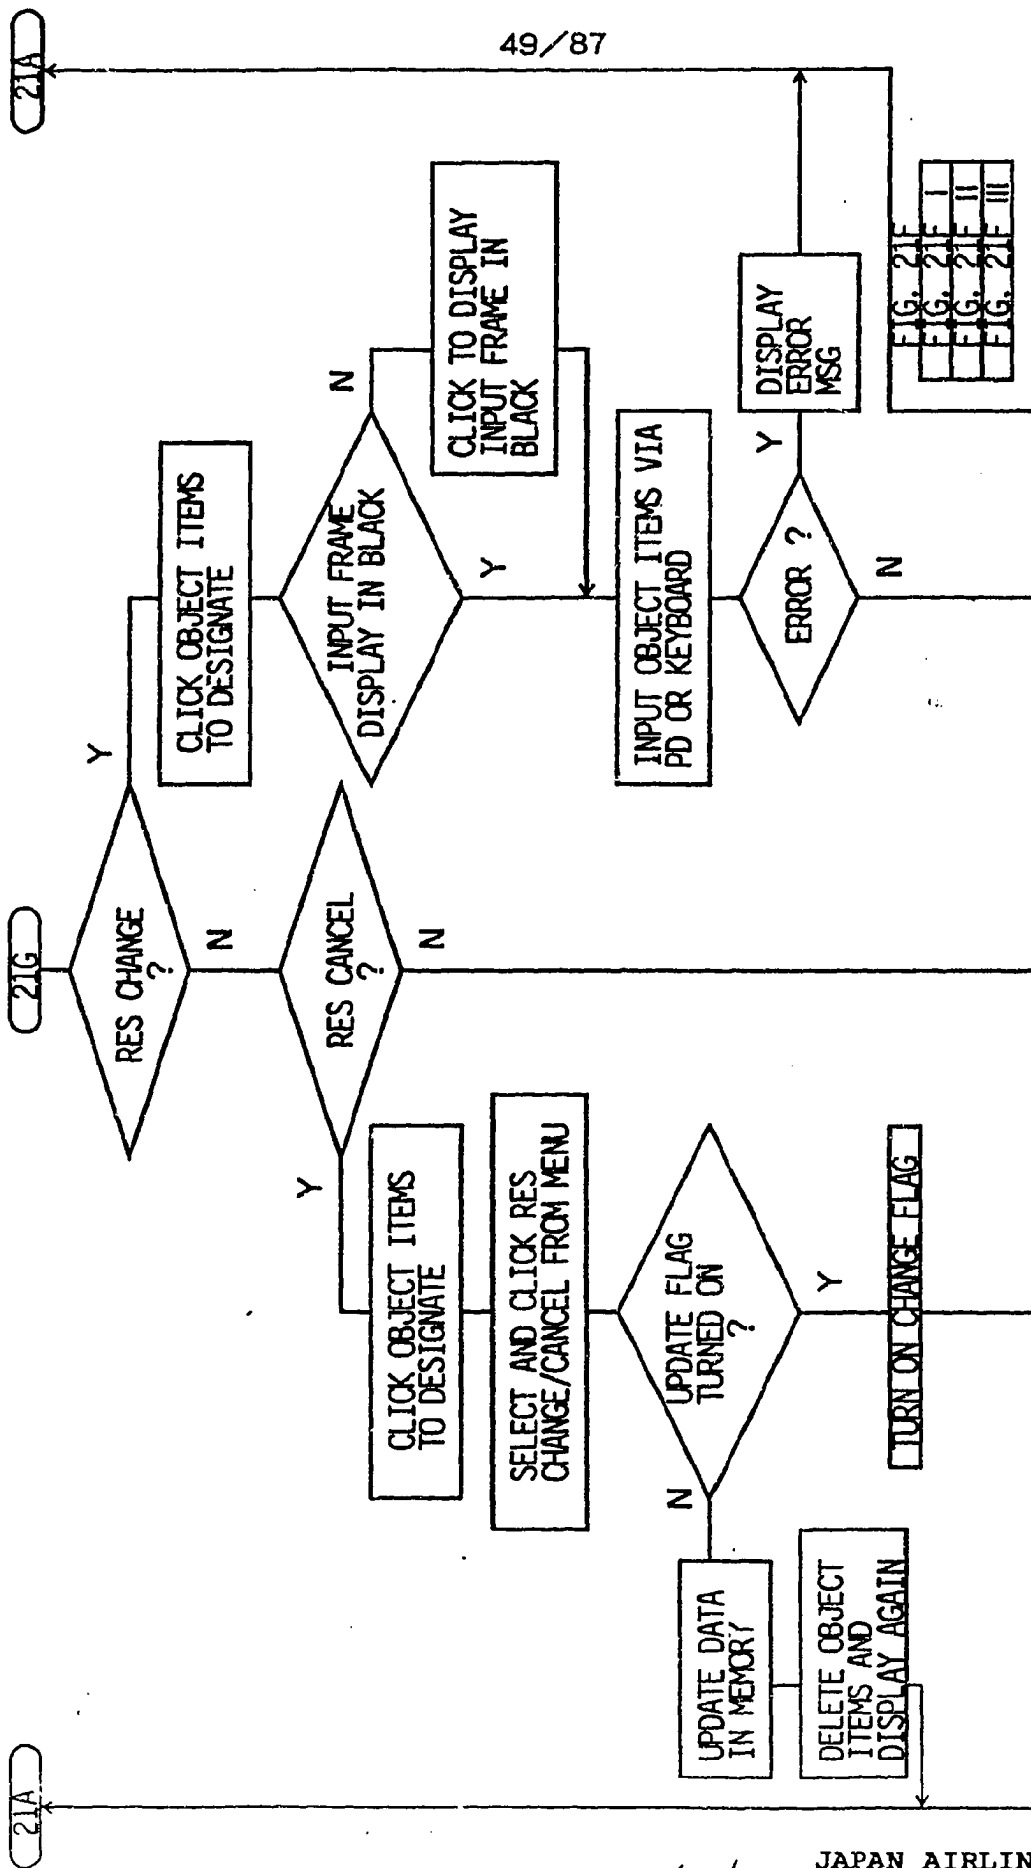 49/87
21A
21G
21A
RES CHANGE
?
Y
N
CLICK OBJECT ITEMS
TO DESIGNATE
INPUT FRAME
DISPLAY IN BLACK
N
Y
CLICK TO DISPLAY
INPUT FRAME IN
BLACK
INPUT OBJECT ITEMS VIA
PD OR KEYBOARD
ERROR ?
Y
N
DISPLAY
ERROR
MSG
RES CANCEL
?
Y
N
CLICK OBJECT ITEMS
TO DESIGNATE
SELECT AND CLICK RES
CHANGE/CANCEL FROM MENU
UPDATE FLAG
TURNED ON
?
N
Y
TURN ON CHANGE FLAG
UPDATE DATA
IN MEMORY
DELETE OBJECT
ITEMS AND
DISPLAY AGAIN
FIG. 21F
FIG. 21F I
FIG. 21F II
FIG. 21F III
JAPAN AIRLIN